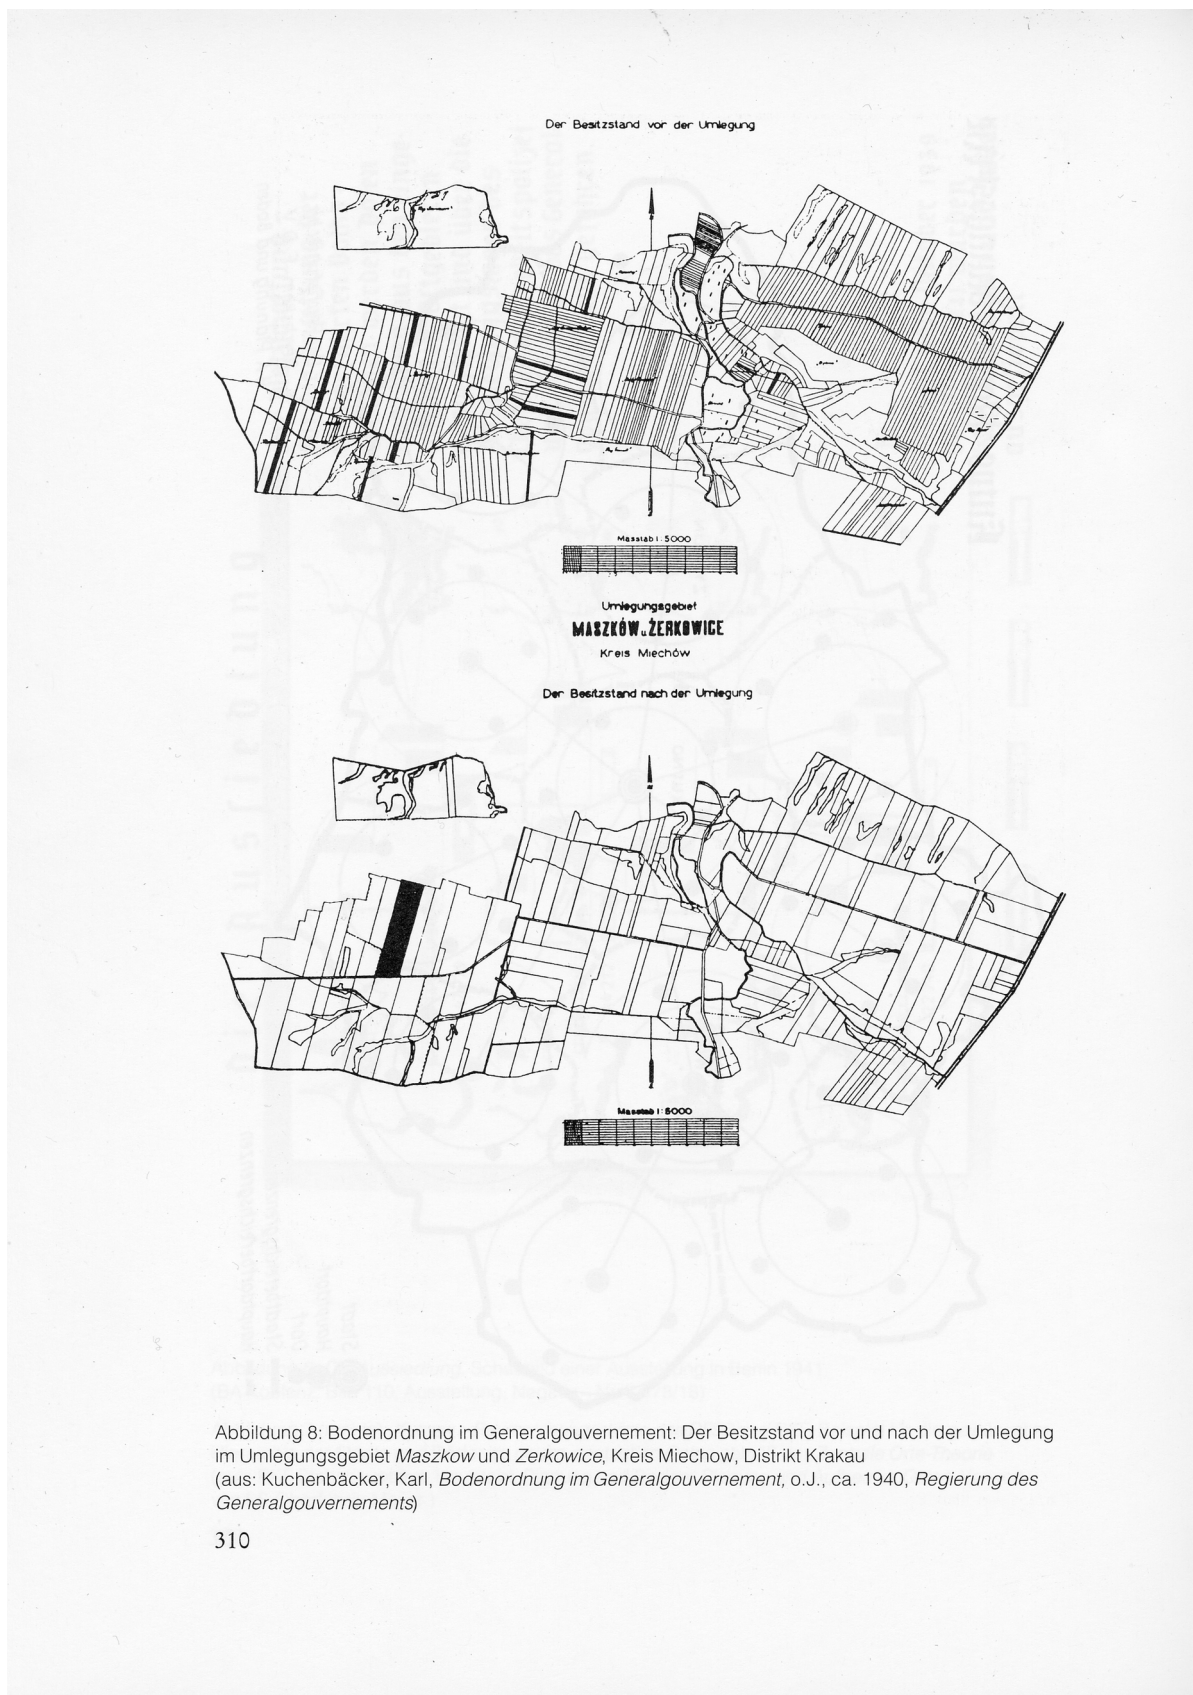 Der Besitzstand vor der Umlegung
Masstab 1:5000
Umlegungsgebiet
MASZKÓW u. ŻERKOWICE
Kreis Miechów
Der Besitzstand nach der Umlegung
Masstab 1:5000
Abbildung 8: Bodenordnung im Generalgouvernement: Der Besitzstand vor und nach der Umlegung
im Umlegungsgebiet Maszkow und Zerkowice, Kreis Miechow, Distrikt Krakau
(aus: Kuchenbäcker, Karl, Bodenordnung im Generalgouvernement, o.J., ca. 1940, Regierung des
Generalgouvernements)
310